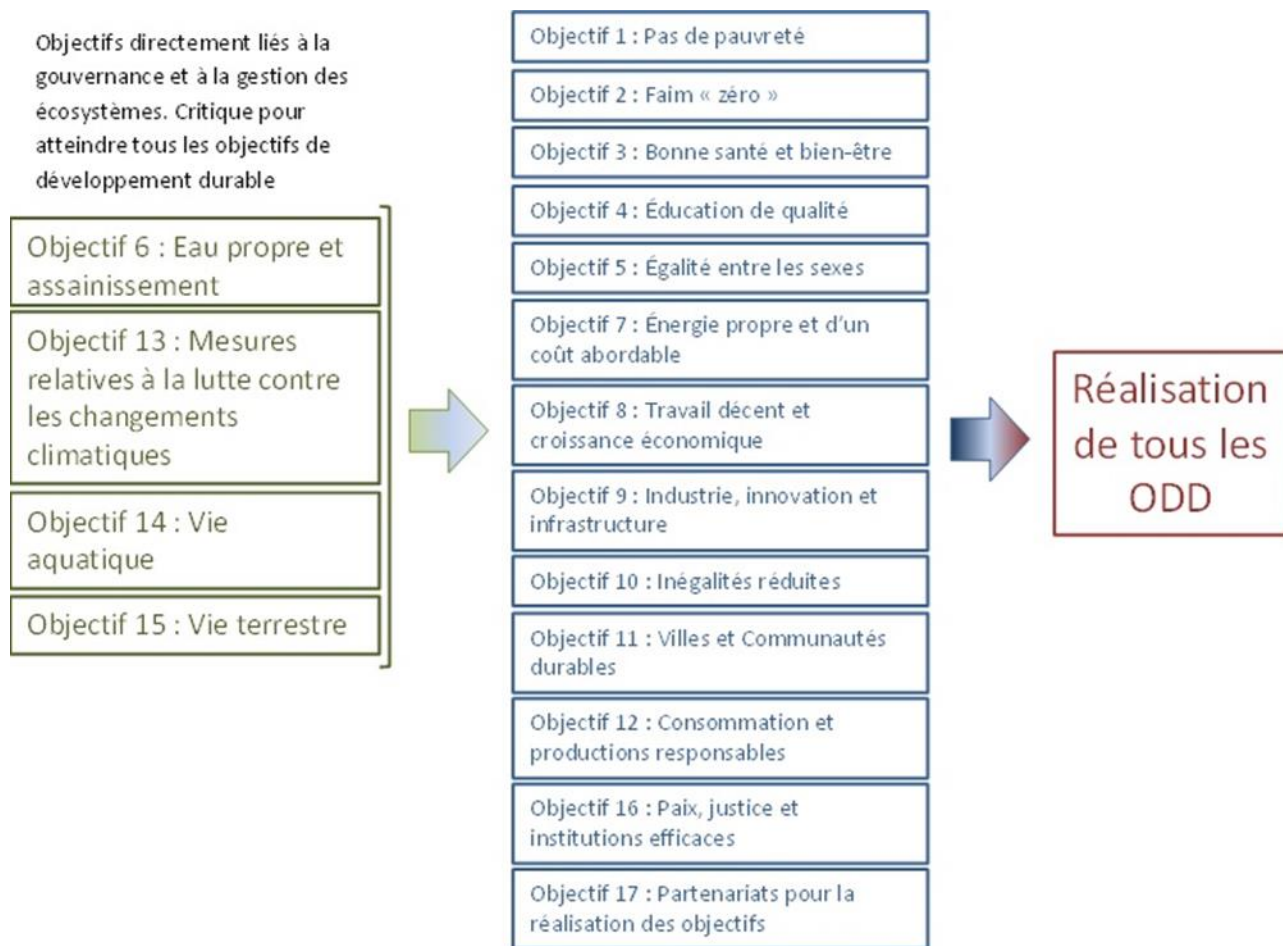 Objectifs directement liés à la
gouvernance et à la gestion des
écosystèmes. Critique pour
atteindre tous les objectifs de
développement durable
Objectif 6 : Eau propre et
assainissement
Objectif 13 : Mesures
relatives à la lutte contre
les changements
climatiques
Objectif 14 : Vie
aquatique
Objectif 15 : Vie terrestre
Objectif 1 : Pas de pauvreté
Objectif 2 : Faim « zéro »
Objectif 3 : Bonne santé et bien-être
Objectif 4 : Éducation de qualité
Objectif 5 : Égalité entre les sexes
Objectif 7 : Énergie propre et d’un
coût abordable
Objectif 8 : Travail décent et
croissance économique
Objectif 9 : Industrie, innovation et
infrastructure
Objectif 10 : Inégalités réduites
Objectif 11 : Villes et Communautés
durables
Objectif 12 : Consommation et
productions responsables
Objectif 16 : Paix, justice et
institutions efficaces
Objectif 17 : Partenariats pour la
réalisation des objectifs
Réalisation
de tous les
ODD